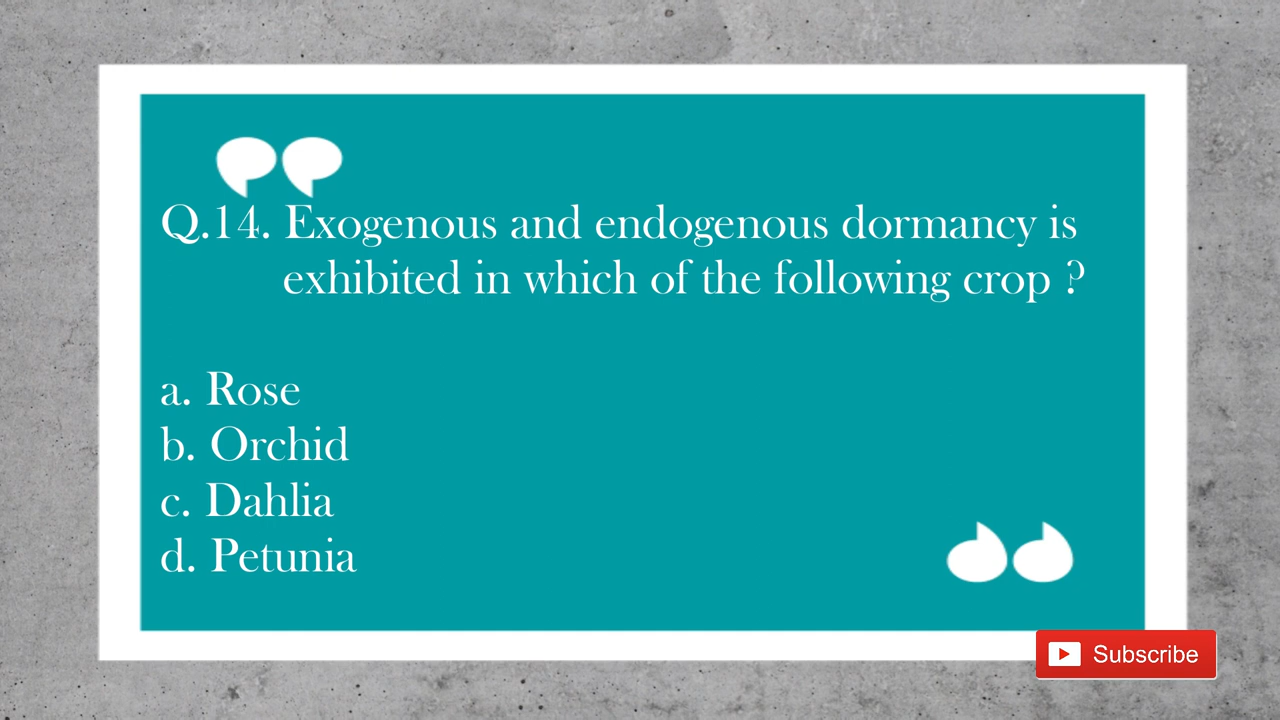 Q.14. Exogenous and endogenous dormancy is
exhibited in which of the following crop ?
a. Rose
b. Orchid
c. Dahlia
d. Petunia
Subscribe